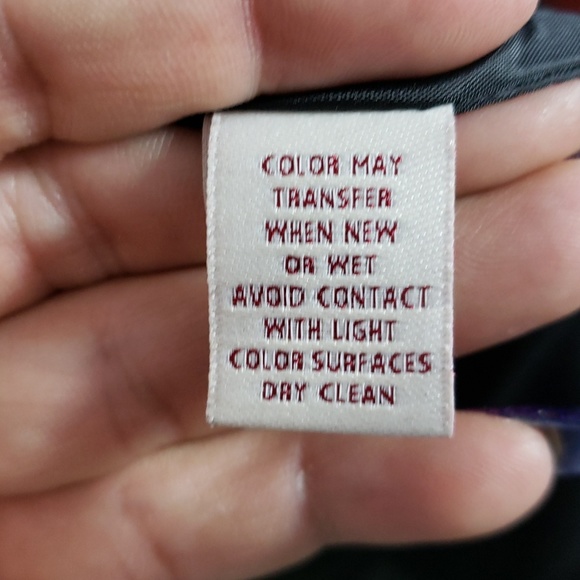 COLOR MAY
TRANSFER
WHEN NEW
OR WET
AVOID CONTACT
WITH LIGHT
COLOR SURFACES
DRY CLEAN